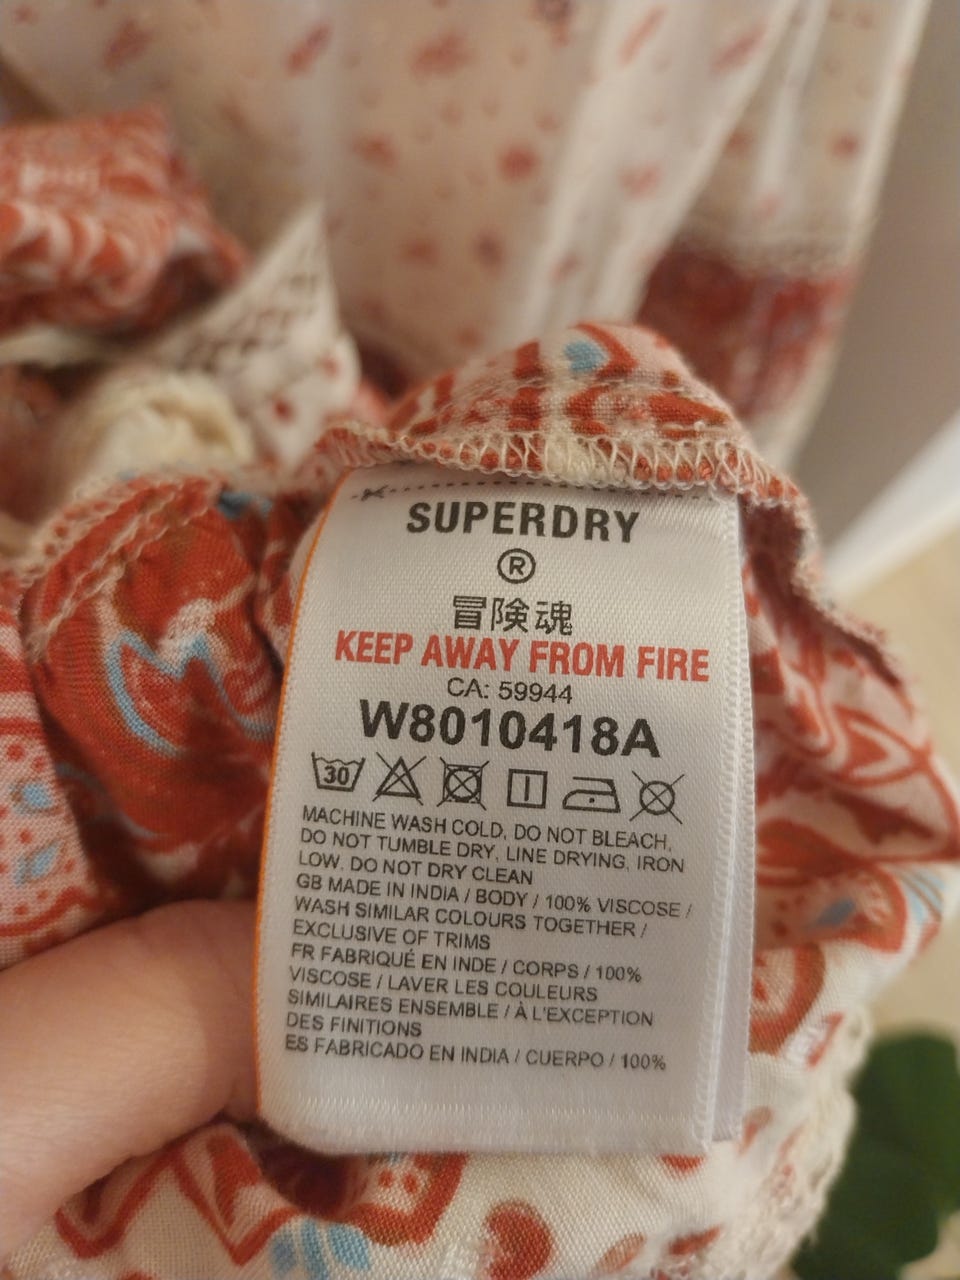 SUPERDRY
®
冒険魂
KEEP AWAY FROM FIRE
CA: 59944
W8010418A
30
MACHINE WASH COLD, DO NOT BLEACH,
DO NOT TUMBLE DRY, LINE DRYING, IRON
LOW. DO NOT DRY CLEAN
GB MADE IN INDIA / BODY / 100% VISCOSE /
WASH SIMILAR COLOURS TOGETHER /
EXCLUSIVE OF TRIMS
FR FABRIQUÉ EN INDE / CORPS / 100%
VISCOSE / LAVER LES COULEURS
SIMILAIRES ENSEMBLE / À L'EXCEPTION
DES FINITIONS
ES FABRICADO EN INDIA / CUERPO / 100%